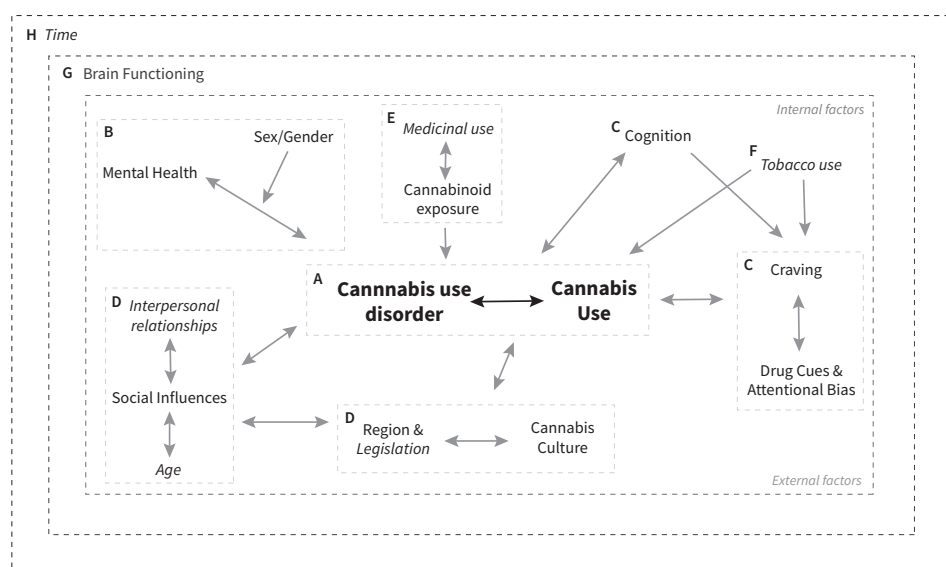 H Time
G Brain Functioning
Internal factors
B
Sex/Gender
Mental Health
E
Medicinal use
Cannabinoid
exposure
C Cognition
F
Tobacco use
A
Cannnabis use
disorder
Cannabis
Use
C
Craving
Drug Cues &
Attentional Bias
D
Interpersonal
relationships
Social Influences
Age
D
Region &
Legislation
Cannabis
Culture
External factors